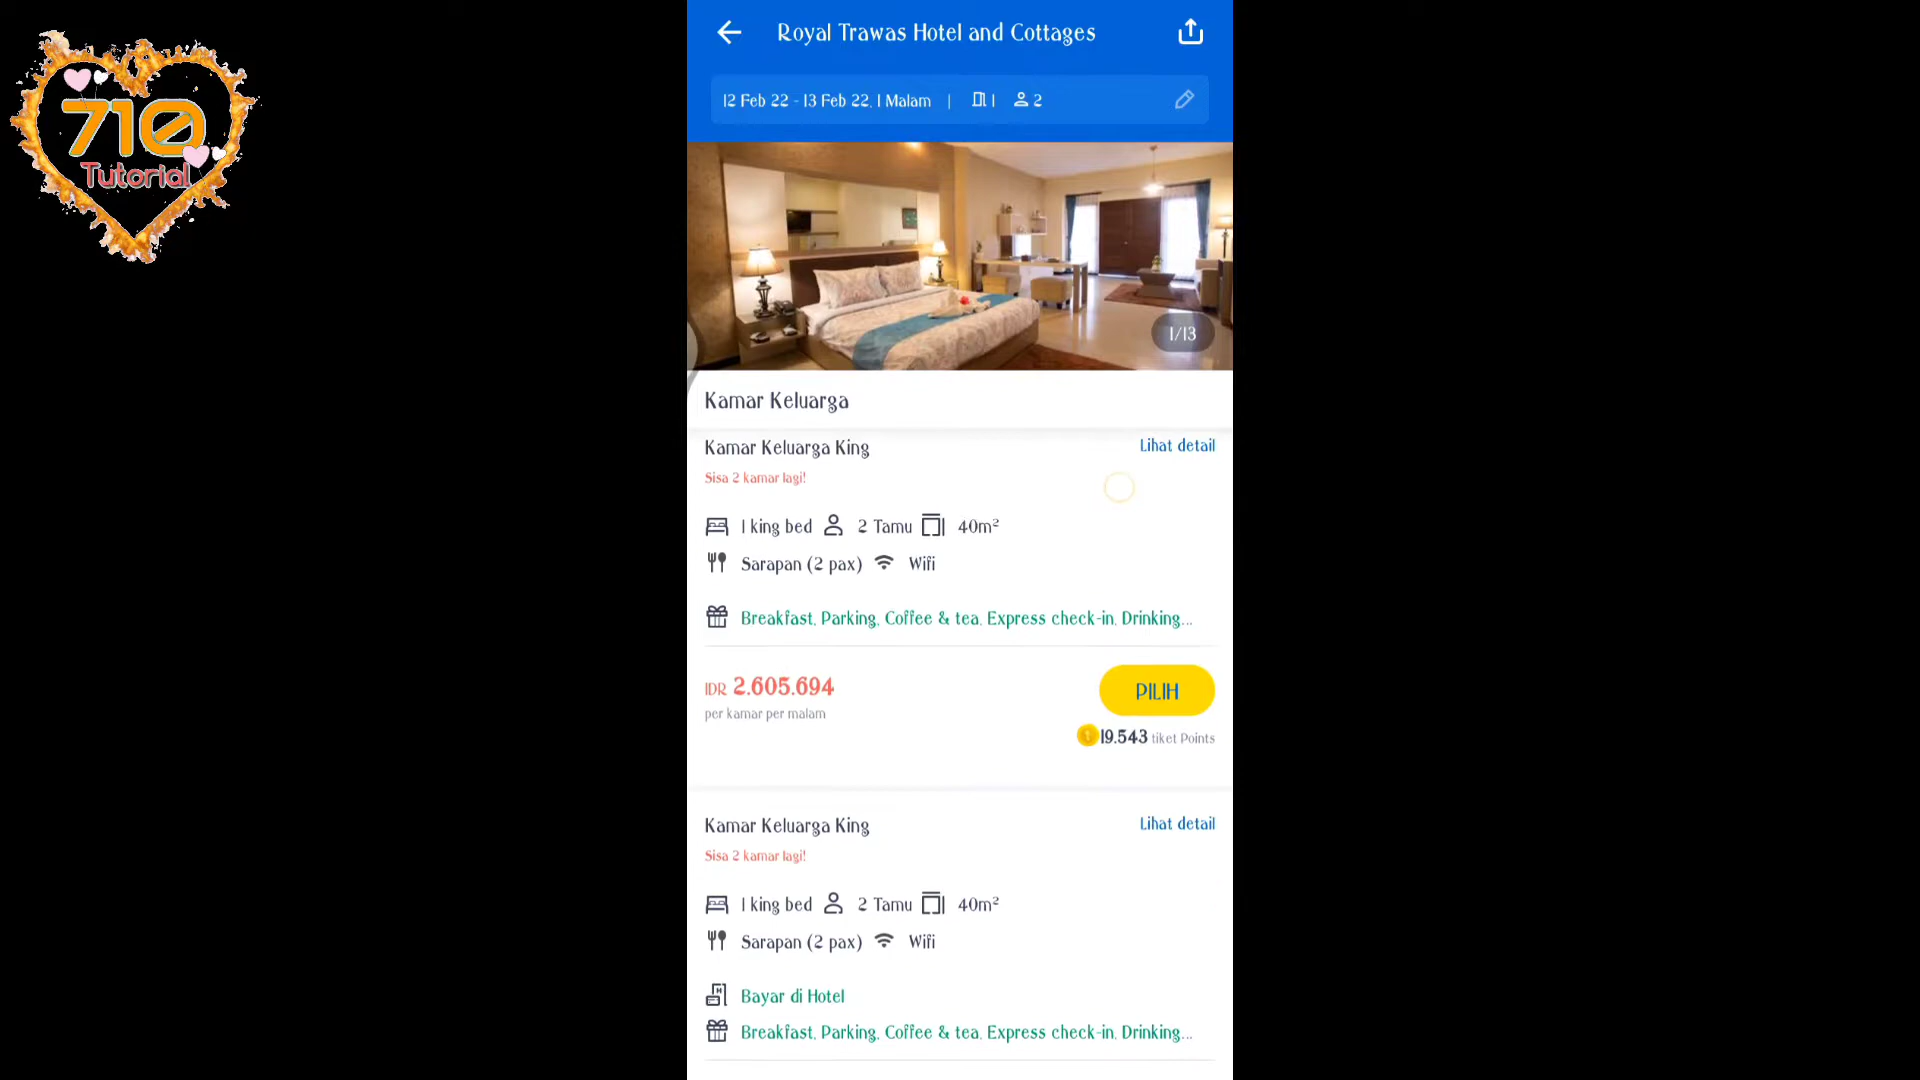 710
Tutorial
Royal Trawas Hotel and Cottages
12 Feb 22 - 13 Feb 22, 1 Malam | 1 2
1/13
Kamar Keluarga
Kamar Keluarga King
Lihat detail
Sisa 2 kamar lagi!
1 king bed 2 Tamu 40m²
Sarapan (2 pax) Wifi
Breakfast, Parking, Coffee & tea, Express check-in, Drinking...
IDR 2.605.694
PILIH
per kamar per malam
19.543 tiket Points
Kamar Keluarga King
Lihat detail
Sisa 2 kamar lagi!
1 king bed 2 Tamu 40m²
Sarapan (2 pax) Wifi
Bayar di Hotel
Breakfast, Parking, Coffee & tea, Express check-in, Drinking...